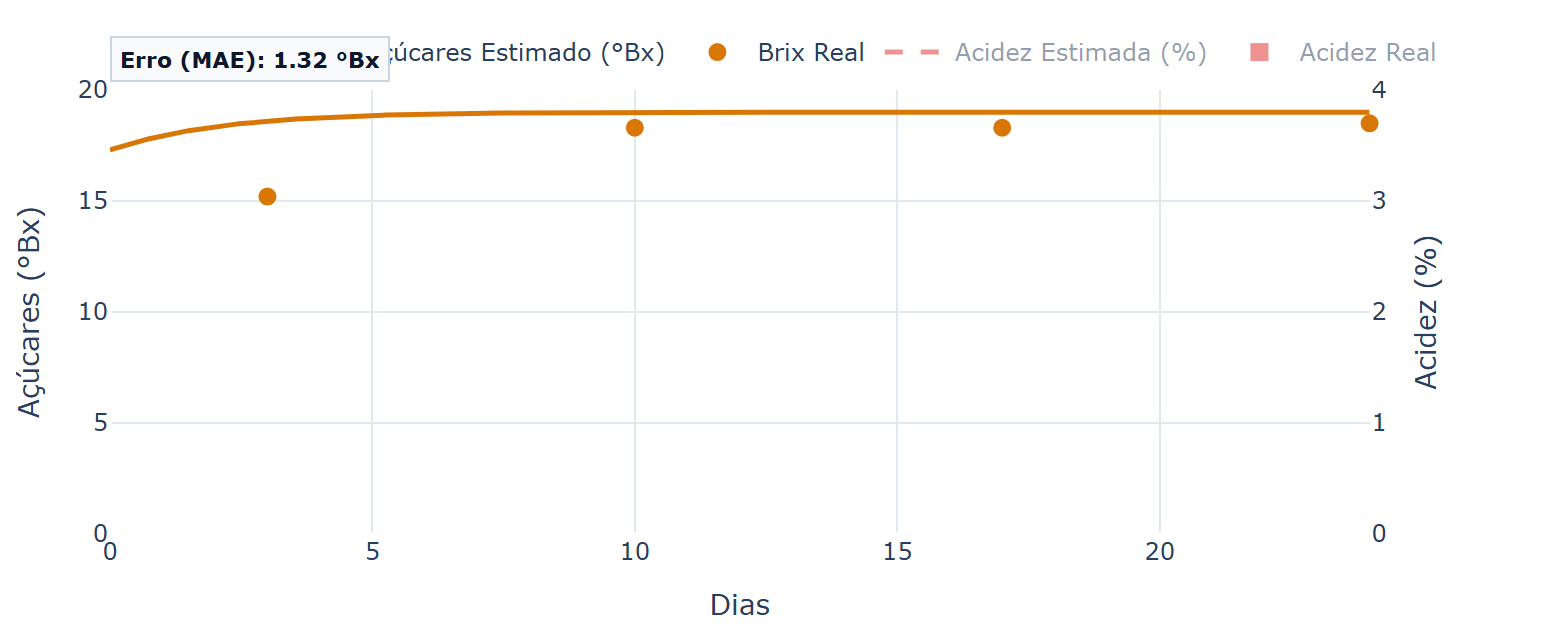 Erro (MAE): 1.32 ºBx
çúcares Estimado (°Bx)
Brix Real
Acidez Estimada (%)
Acidez Real
20
15
10
5
0
Açúcares (°Bx)
4
3
2
1
0
Acidez (%)
0
5
10
15
20
Dias